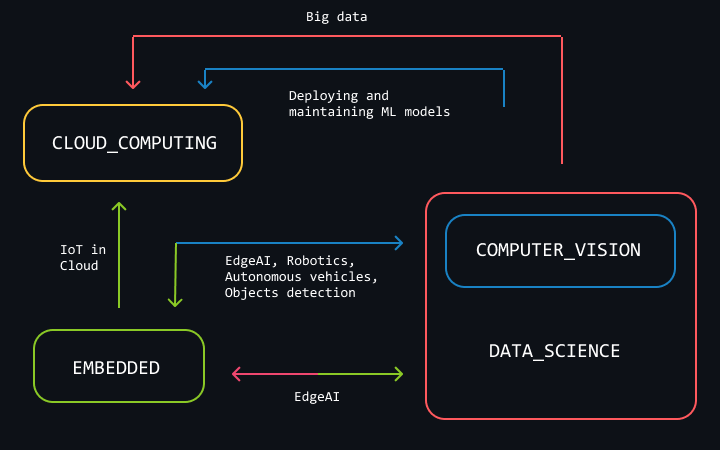 Big data
Deploying and
maintaining ML models
CLOUD_COMPUTING
IoT in
Cloud
EdgeAI, Robotics,
Autonomous vehicles,
Objects detection
COMPUTER_VISION
DATA_SCIENCE
EMBEDDED
EdgeAI